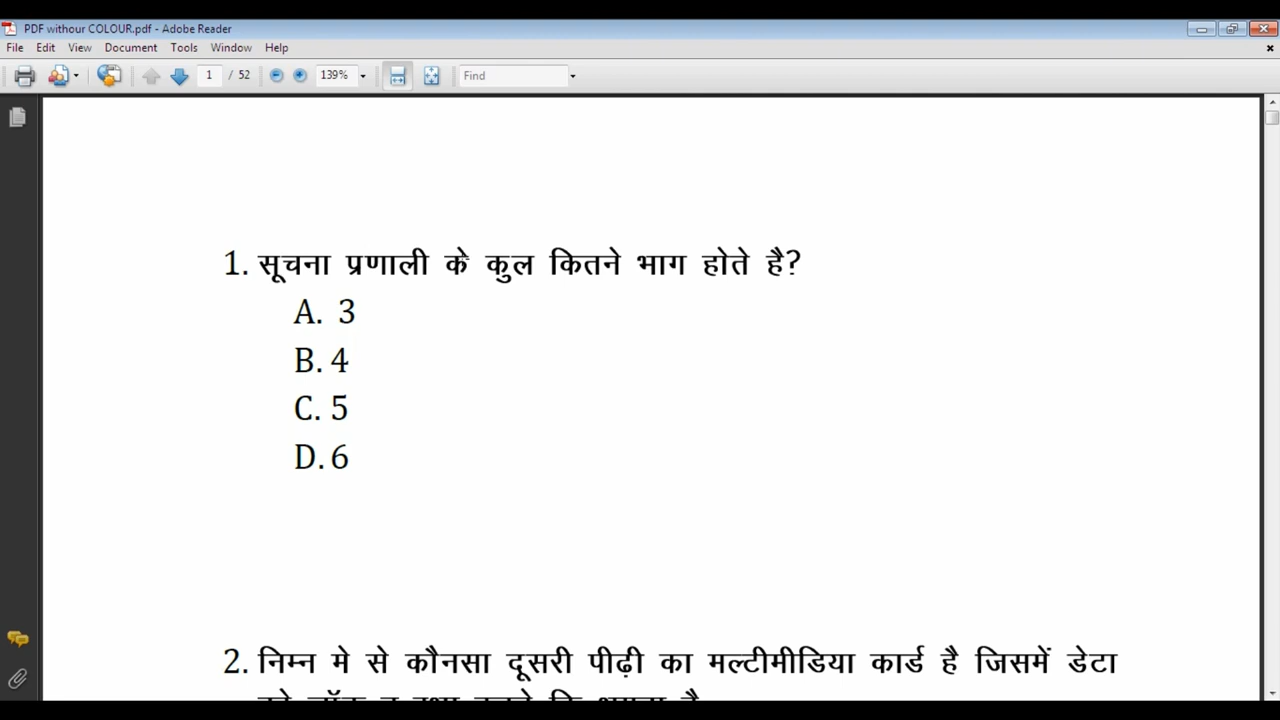 PDF withour COLOUR.pdf - Adobe Reader
File Edit View Document Tools Window Help
1 / 52 139% Find
1. सूचना प्रणाली के कुल कितने भाग होते है?
A. 3
B. 4
C. 5
D. 6
2. निम्न मे से कौनसा दूसरी पीढ़ी का मल्टीमीडिया कार्ड है जिसमें डेटा